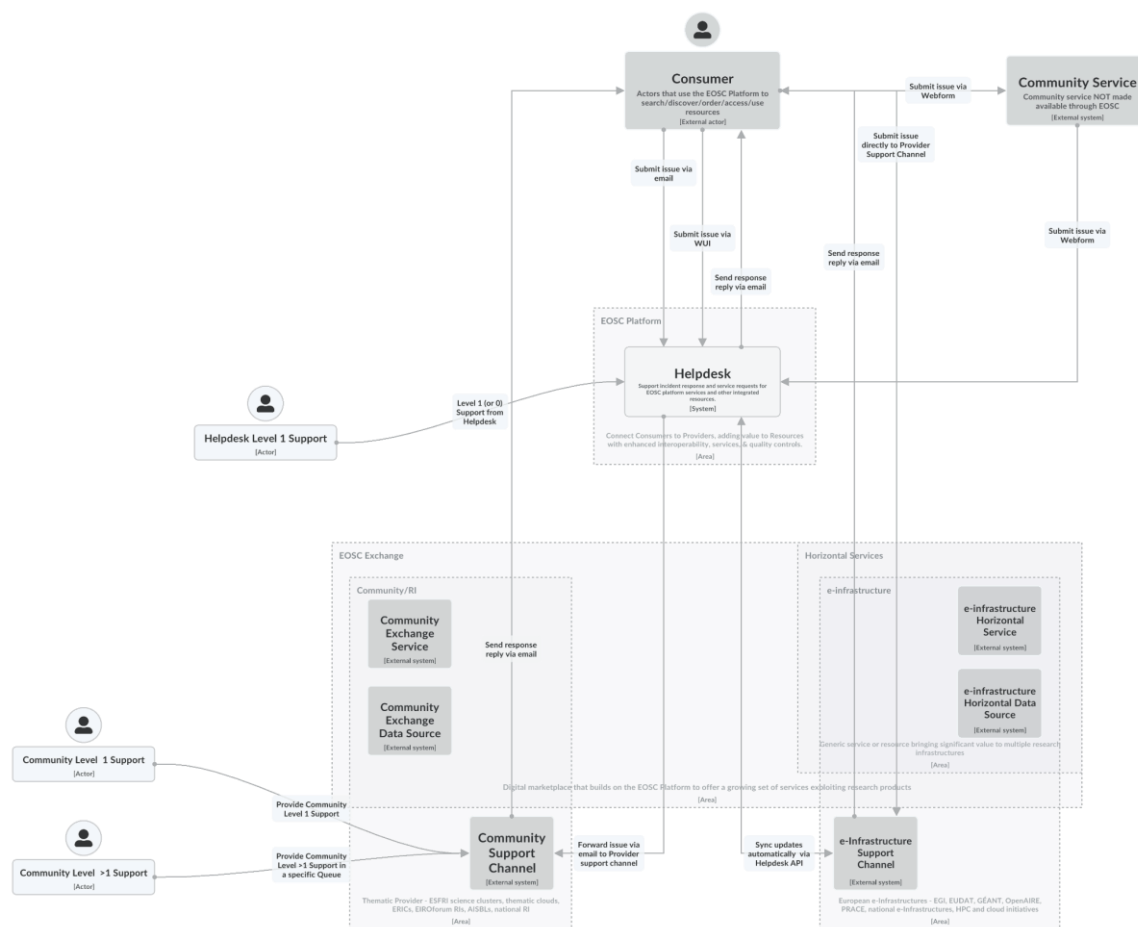 Consumer
Actors that use the EOSC Platform to
search/discover/order/access/use
resources
[External actor]
Submit issue via
Webform
Community Service
Community service NOT made
available through EOSC
[External system]
Submit issue
directly to Provider
Support Channel
Submit issue via
email
Submit issue via
WUI
Submit issue via
Webform
Send response
reply via email
Send response
reply via email
EOSC Platform
Helpdesk
Support incident response and service requests for
EOSC platform services and other integrated
resources.
[System]
Connect Consumers to Providers, adding value to Resources
with enhanced interoperability, services, & quality controls.
[Area]
Level 1 (or 0)
Support from
Helpdesk
Helpdesk Level 1 Support
[Actor]
EOSC Exchange
Horizontal Services
Community/RI
e-infrastructure
Community
Exchange
Service
[External system]
e-infrastructure
Horizontal
Service
[External system]
Send response
reply via email
Community
Exchange
Data Source
[External system]
e-infrastructure
Horizontal Data
Source
[External system]
Generic service or resource bringing significant value to multiple research
infrastructures
[Area]
Community Level 1 Support
[Actor]
Digital marketplace that builds on the EOSC Platform to offer a growing set of services exploiting research products
[Area]
Provide Community
Level 1 Support
Community
Support
Channel
[External system]
Forward issue via
email to Provider
support channel
Sync updates
automatically via
Helpdesk API
e-Infrastructure
Support
Channel
[External system]
Provide Community
Level >1 Support in
a specific Queue
Community Level >1 Support
[Actor]
Thematic Provider - ESFRI science clusters, thematic clouds,
ERICs, EIROforum RIs, AISBLs, national RI
[Area]
European e-Infrastructures - EGI, EUDAT, GÉANT, OpenAIRE,
PRACE, national e-Infrastructures, HPC and cloud initiatives
[Area]